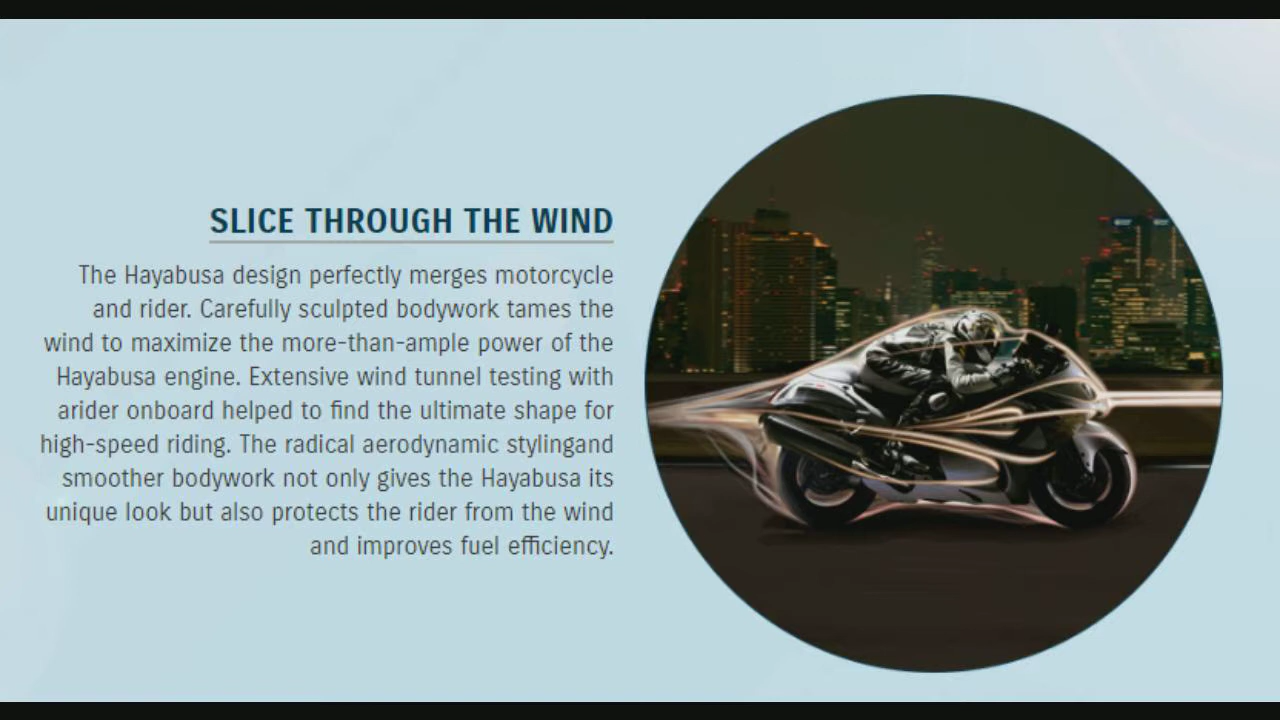 SLICE THROUGH THE WIND
The Hayabusa design perfectly merges motorcycle
and rider. Carefully sculpted bodywork tames the
wind to maximize the more-than-ample power of the
Hayabusa engine. Extensive wind tunnel testing with
arider onboard helped to find the ultimate shape for
high-speed riding. The radical aerodynamic stylingand
smoother bodywork not only gives the Hayabusa its
unique look but also protects the rider from the wind
and improves fuel efficiency.